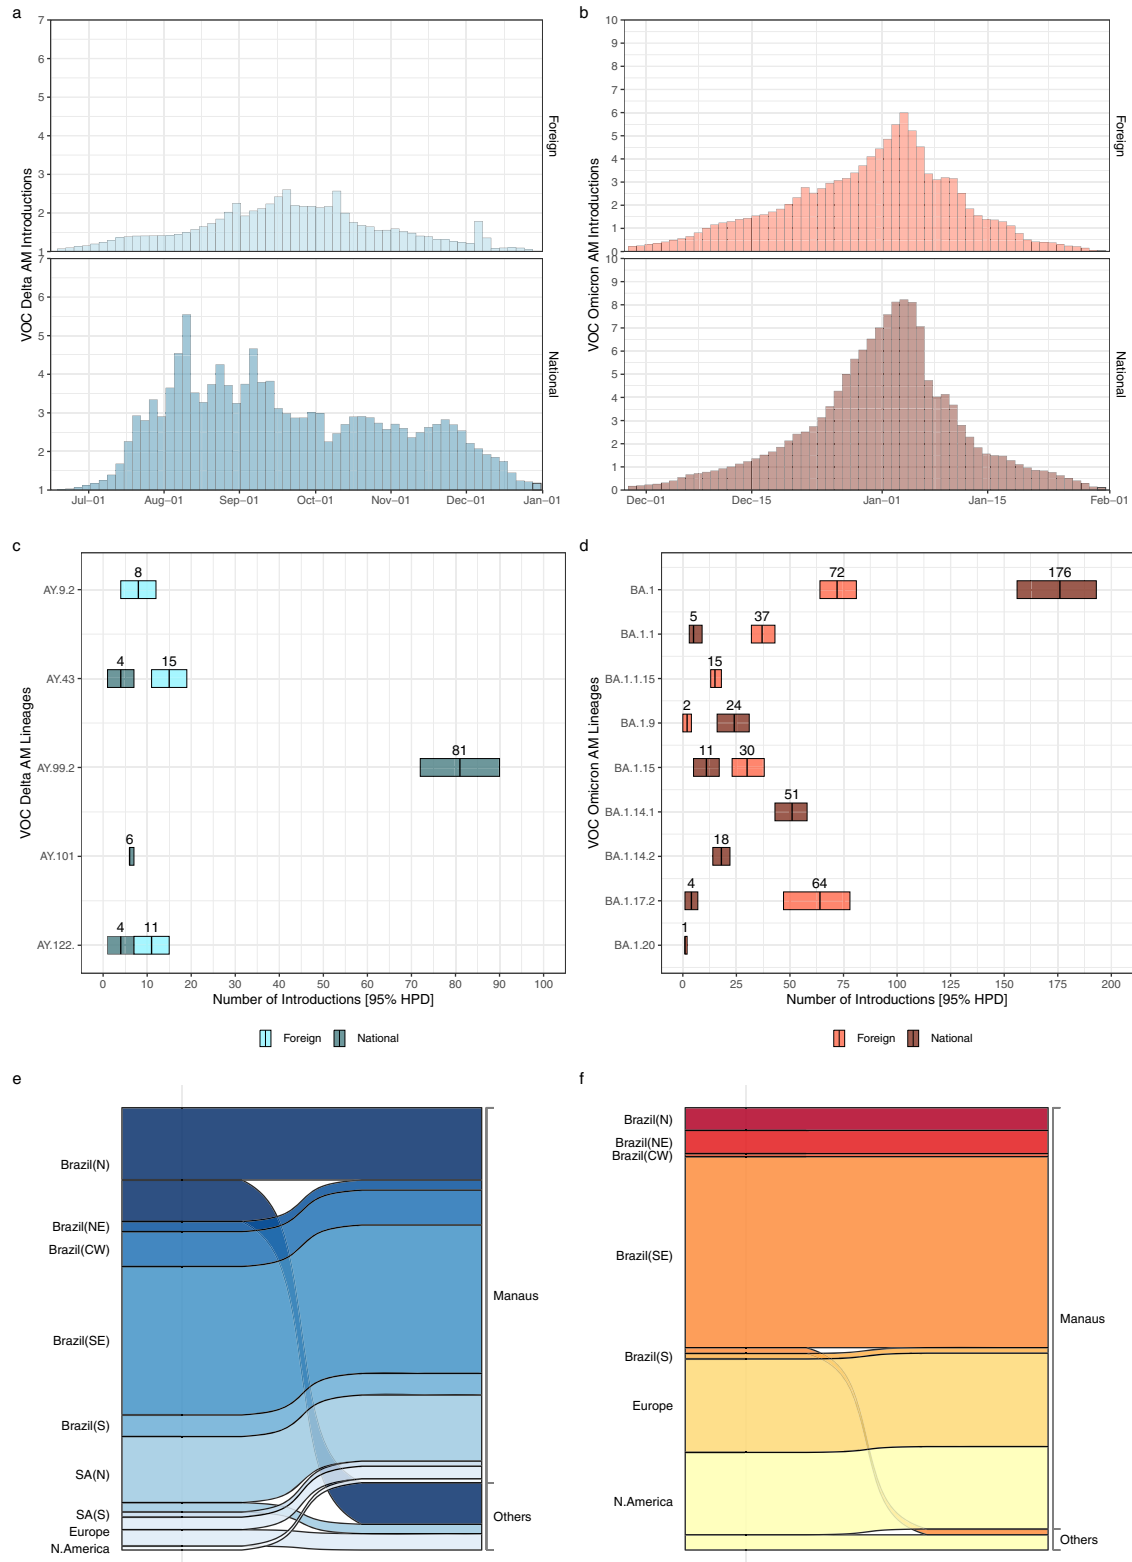 a
7
6
5
4
3
2
1
Foreign
7
6
5
4
3
2
1
National
VOC Delta AM Introductions
Jul–01 Aug–01 Sep–01 Oct–01 Nov–01 Dec–01 Jan–01
b
10
9
8
7
6
5
4
3
2
1
0
Foreign
10
9
8
7
6
5
4
3
2
1
0
National
VOC Omicron AM Introductions
Dec–01 Dec–15 Jan–01 Jan–15 Feb–01
c
VOC Delta AM Lineages
AY.9.2 8
AY.43 4 15
AY.99.2 81
AY.101 6
AY.122. 4 11
0 10 20 30 40 50 60 70 80 90 100
Number of Introductions [95% HPD]
Foreign National
d
VOC Omicron AM Lineages
BA.1 72 176
BA.1.1 5 37
BA.1.1.15 15
BA.1.9 2 24
BA.1.15 11 30
BA.1.14.1 51
BA.1.14.2 18
BA.1.17.2 4 64
BA.1.20 1
0 25 50 75 100 125 150 175 200
Number of Introductions [95% HPD]
Foreign National
e
Brazil(N)
Brazil(NE)
Brazil(CW)
Brazil(SE)
Brazil(S)
SA(N)
SA(S)
Europe
N.America
Manaus
Others
f
Brazil(N)
Brazil(NE)
Brazil(CW)
Brazil(SE)
Brazil(S)
Europe
N.America
Manaus
Others